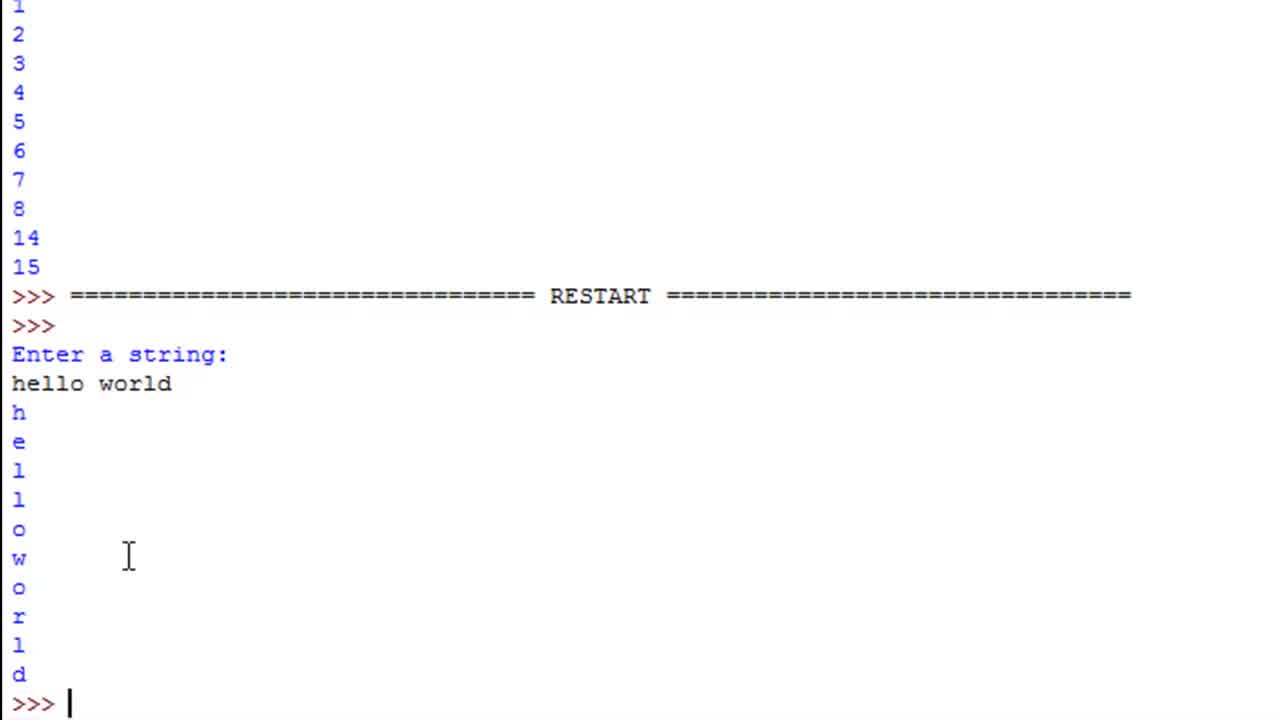 1
2
3
4
5
6
7
8
14
15
>>> ================================ RESTART ================================
>>>
Enter a string:
hello world
h
e
l
l
o
w
o
r
l
d
>>>